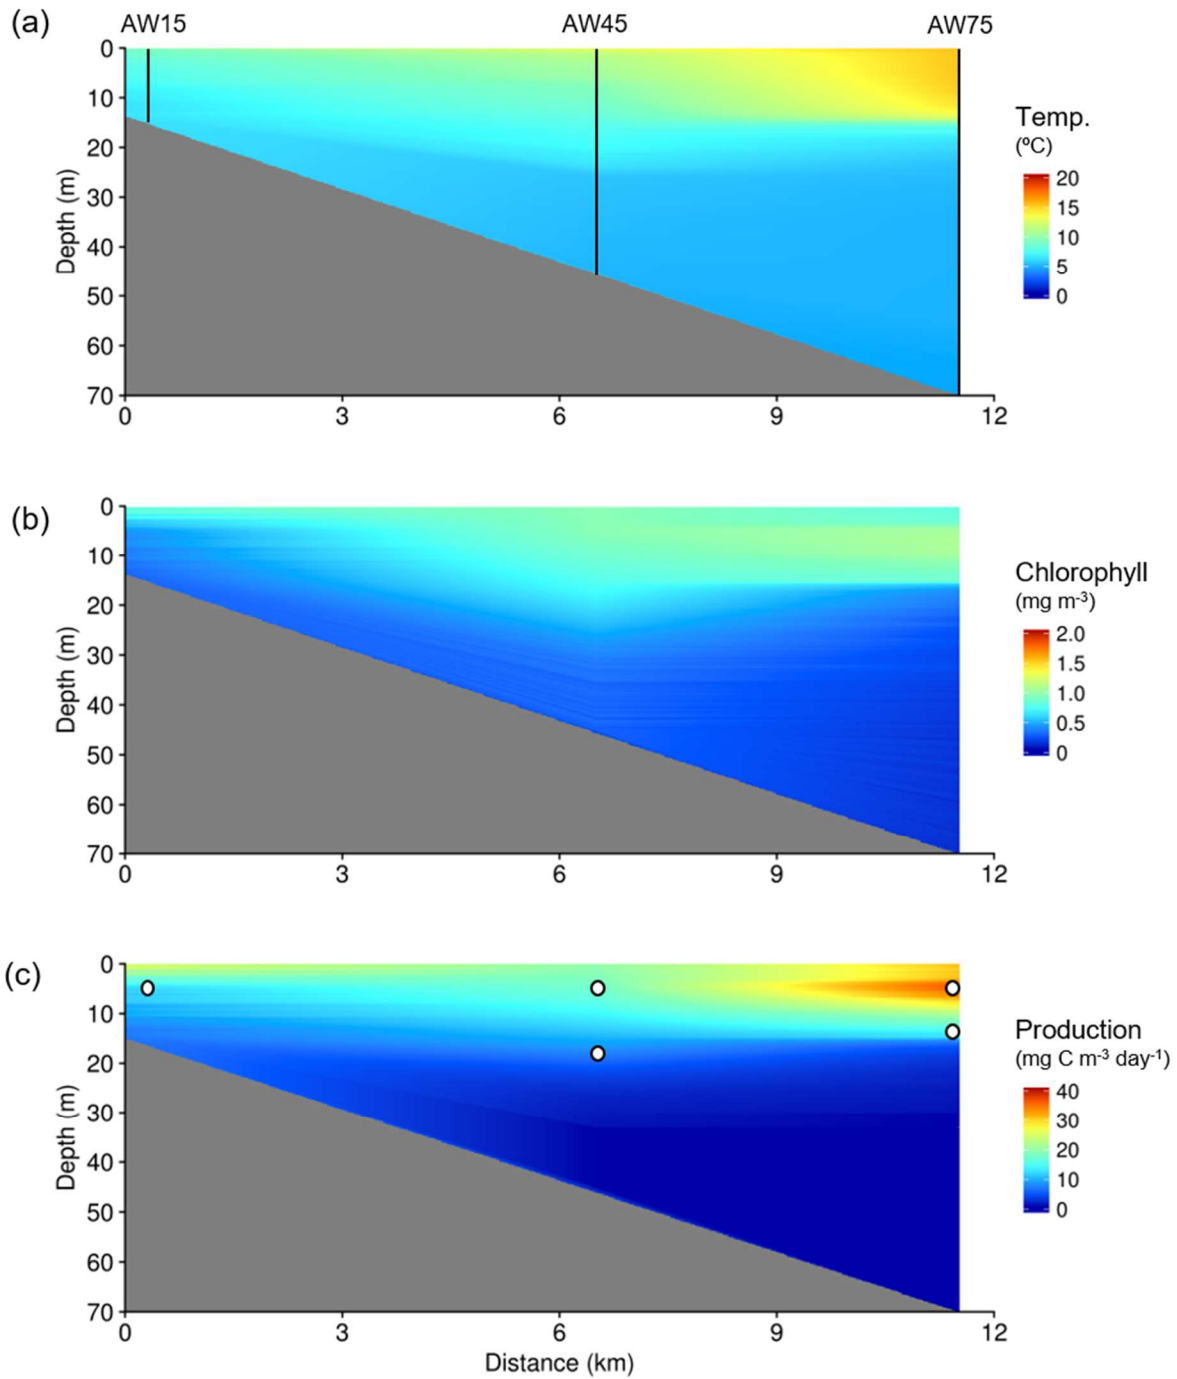 (a)
AW15 AW45 AW75
0
10
20
30
40
50
60
70
Depth (m)
0 3 6 9 12
Temp.
(ºC)
20
15
10
5
0
(b)
0
10
20
30
40
50
60
70
Depth (m)
0 3 6 9 12
Chlorophyll
(mg m-3)
2.0
1.5
1.0
0.5
0
(c)
0
10
20
30
40
50
60
70
Depth (m)
0 3 6 9 12
Distance (km)
Production
(mg C m-3 day-1)
40
30
20
10
0